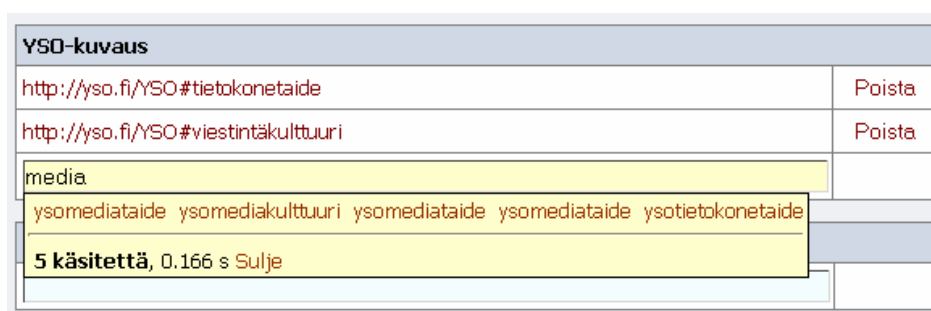 YSO-kuvaus
http://yso.fi/YSO#tietokonetaide Poista
http://yso.fi/YSO#viestintäkulttuuri Poista
media
ysomediataide ysomediakulttuuri ysomediataide ysomediataide ysotietokonetaide
5 käsitettä, 0.166 s Sulje